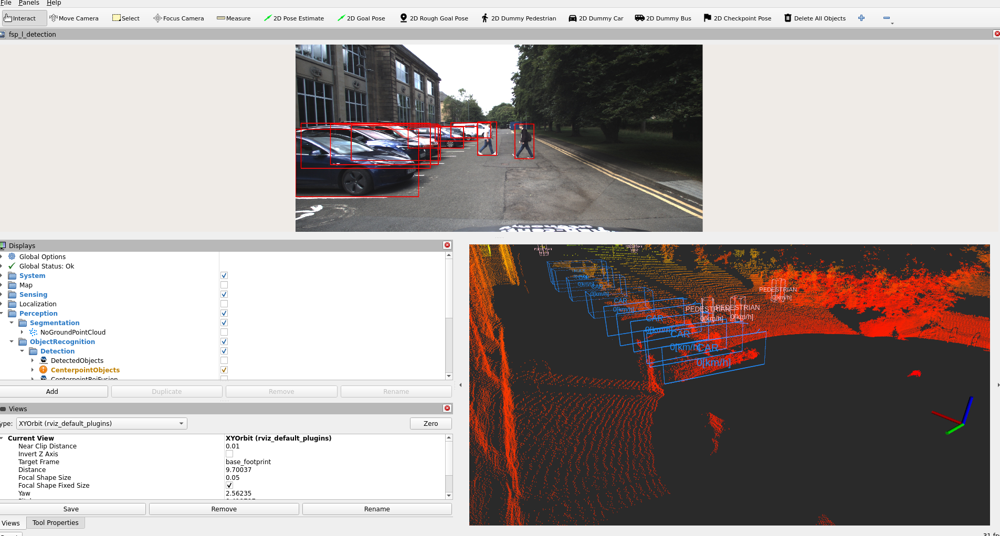 File Panels Help
Interact Move Camera Select Focus Camera Measure 2D Pose Estimate 2D Goal Pose 2D Rough Goal Pose 2D Dummy Pedestrian 2D Dummy Car 2D Dummy Bus 2D Checkpoint Pose Delete All Objects
fsp_l_detection
Displays
Global Options
Global Status: Ok
System
Map
Sensing
Localization
Perception
Segmentation
NoGroundPointCloud
ObjectRecognition
Detection
DetectedObjects
CenterpointObjects
CenterpointRoiFusion
Add Duplicate Remove Rename
Views
Type: XYOrbit (rviz_default_plugins) Zero
Current View XYOrbit (rviz_default_plugins)
Near Clip Distance 0.01
Invert Z Axis
Target Frame base_footprint
Distance 9.70037
Focal Shape Size 0.05
Focal Shape Fixed Size
Yaw 2.56235
Save Remove Rename
Views Tool Properties
PEDESTRIAN
PEDESTRIAN
0[km/h]
CAR
0[km/h]
CAR
0[km/h]
PEDESTRIAN
0[km/h]
PEDESTRIAN
0[km/h]
PEDESTRIAN
0[km/h]
CAR
0[km/h]
CAR
0[km/h]
CAR
0[km/h]
CAR
0[km/h]
31 fp